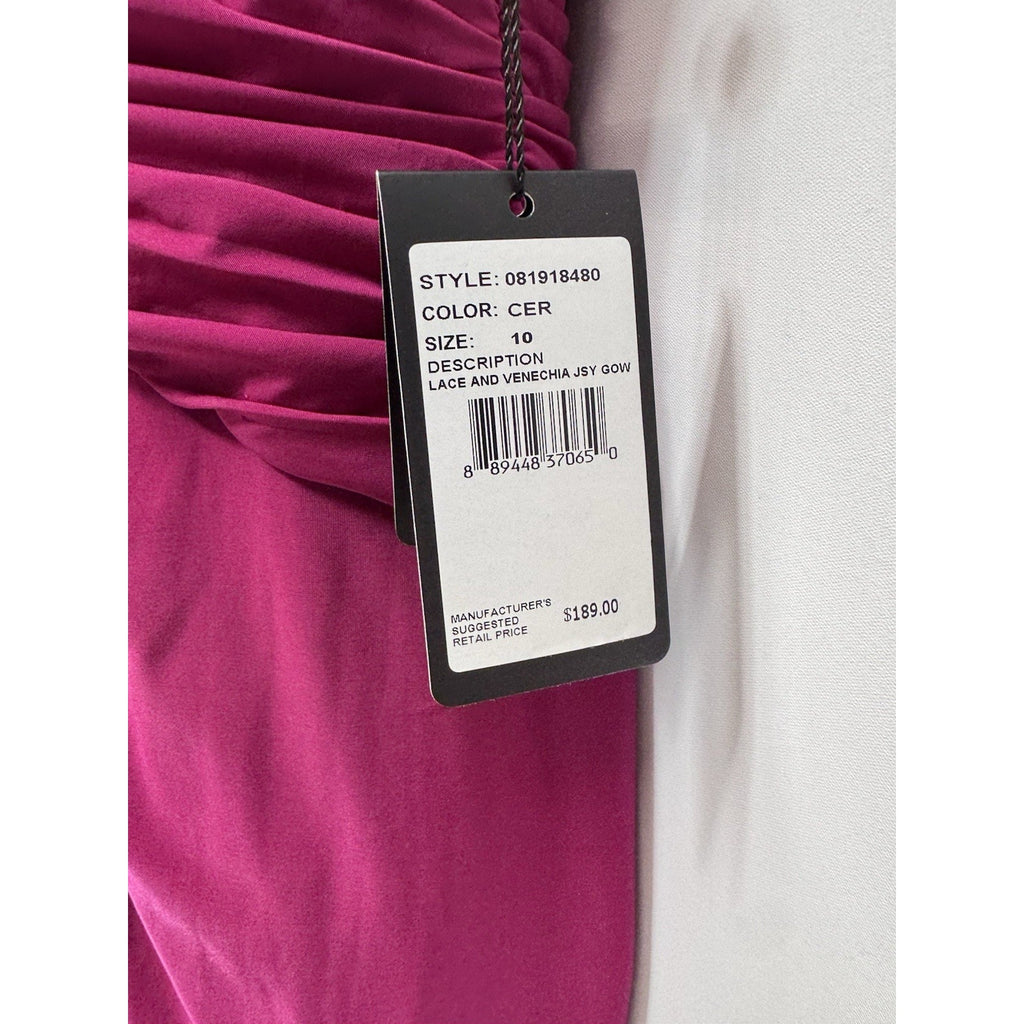 STYLE: 081918480
COLOR: CER
SIZE: 10
DESCRIPTION
LACE AND VENECHIA JSY GOW
8 89448 37065 0
MANUFACTURER'S
SUGGESTED
RETAIL PRICE
$189.00